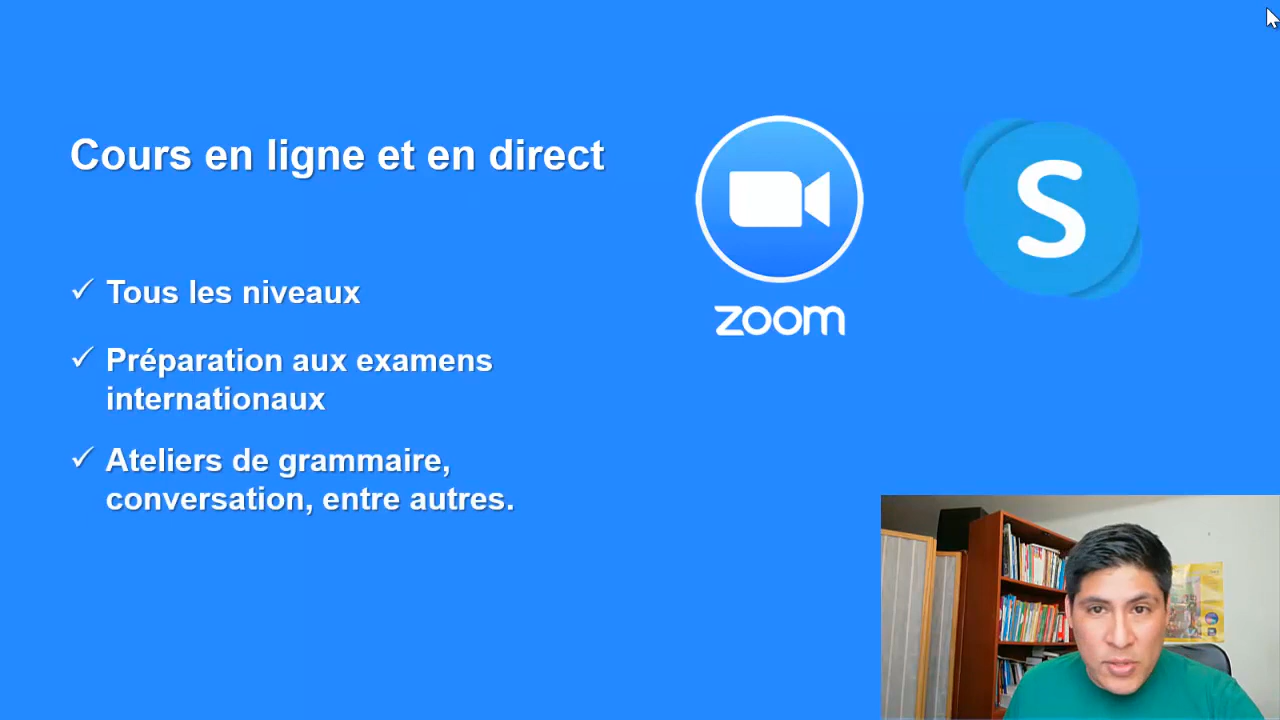 Cours en ligne et en direct
zoom
S
✓ Tous les niveaux
✓ Préparation aux examens
internationaux
✓ Ateliers de grammaire,
conversation, entre autres.